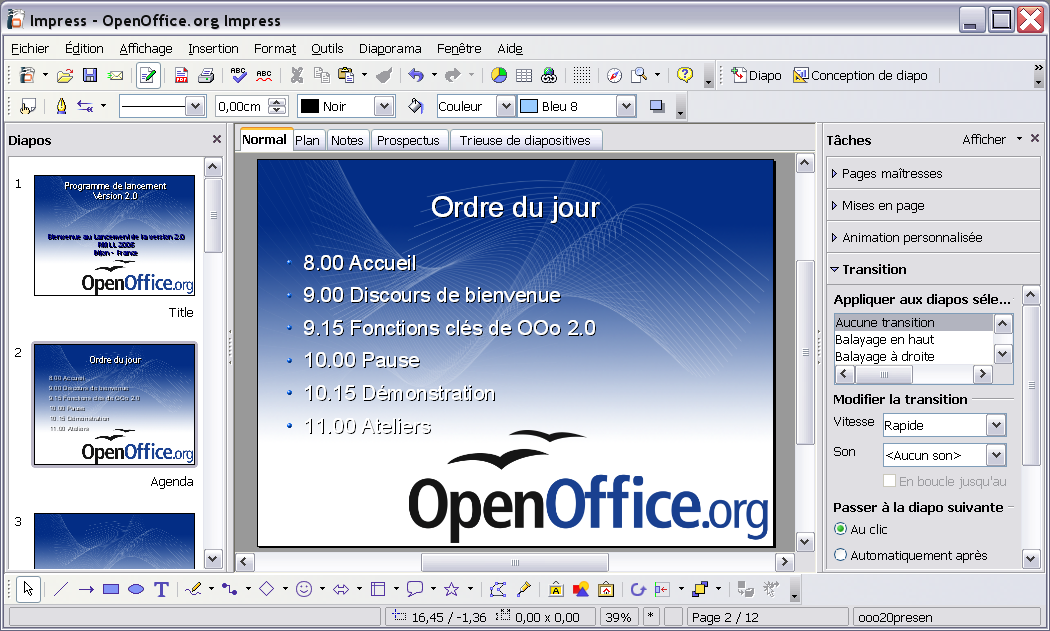 Impress - OpenOffice.org Impress
Fichier Édition Affichage Insertion Format Outils Diaporama Fenêtre Aide
ABC ABC ? Diapo Conception de diapo »
0,00cm Noir Couleur Bleu 8
Diapos
Normal Plan Notes Prospectus Trieuse de diapositives
Tâches Afficher
1
Programme de lancement
Version 2.0
Bienvenue au Lancement de la version 2.0
Dijon - France
OpenOffice.org
Title
2
Ordre du jour
8.00 Accueil
9.00 Discours de bienvenue
9.15 Fonctions clés de OOo 2.0
10.00 Pause
10.15 Démonstration
11.00 Ateliers
OpenOffice.org
Agenda
3
Ordre du jour
8.00 Accueil
9.00 Discours de bienvenue
9.15 Fonctions clés de OOo 2.0
10.00 Pause
10.15 Démonstration
11.00 Ateliers
OpenOffice.org
Pages maîtresses
Mises en page
Animation personnalisée
Transition
Appliquer aux diapos séle...
Aucune transition
Balayage en haut
Balayage à droite
Modifier la transition
Vitesse Rapide
Son <Aucun son>
En boucle jusqu'au
Passer à la diapo suivante
Au clic
Automatiquement après
T A
16,45 / -1,36 0,00 x 0,00 39% * Page 2 / 12 ooo20presen